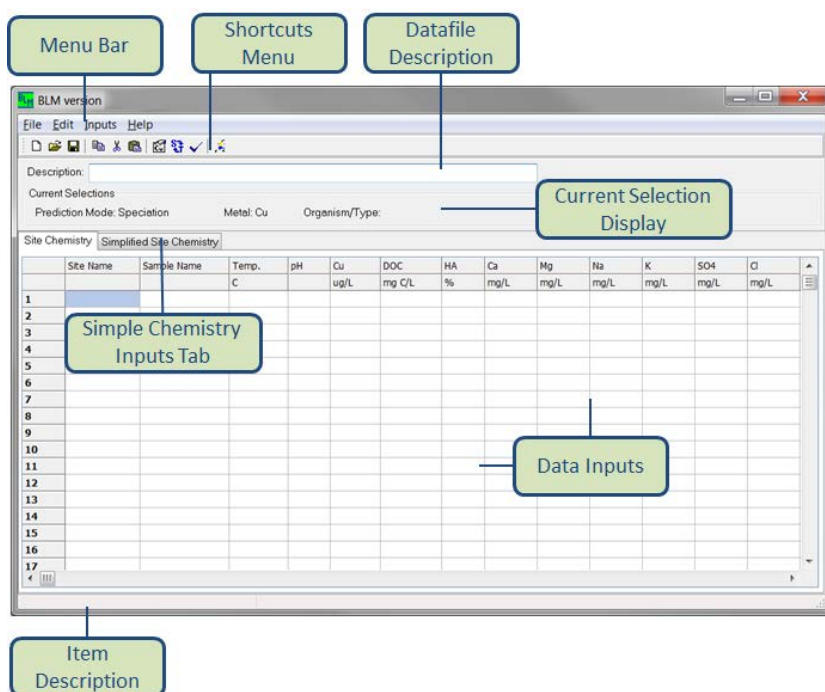 Menu Bar
Shortcuts
Menu
Datafile
Description
BLM version
File Edit Inputs Help
Description:
Current Selections
Prediction Mode: Speciation Metal: Cu Organism/Type:
Current Selection
Display
Site Chemistry Simplified Site Chemistry
Site Name Sample Name Temp. pH Cu DOC HA Ca Mg Na K SO4 Cl
C ug/L mg C/L % mg/L mg/L mg/L mg/L mg/L mg/L
1
2
3
4
5
6
7
8
9
10
11
12
13
14
15
16
17
Simple Chemistry
Inputs Tab
Data Inputs
Item
Description